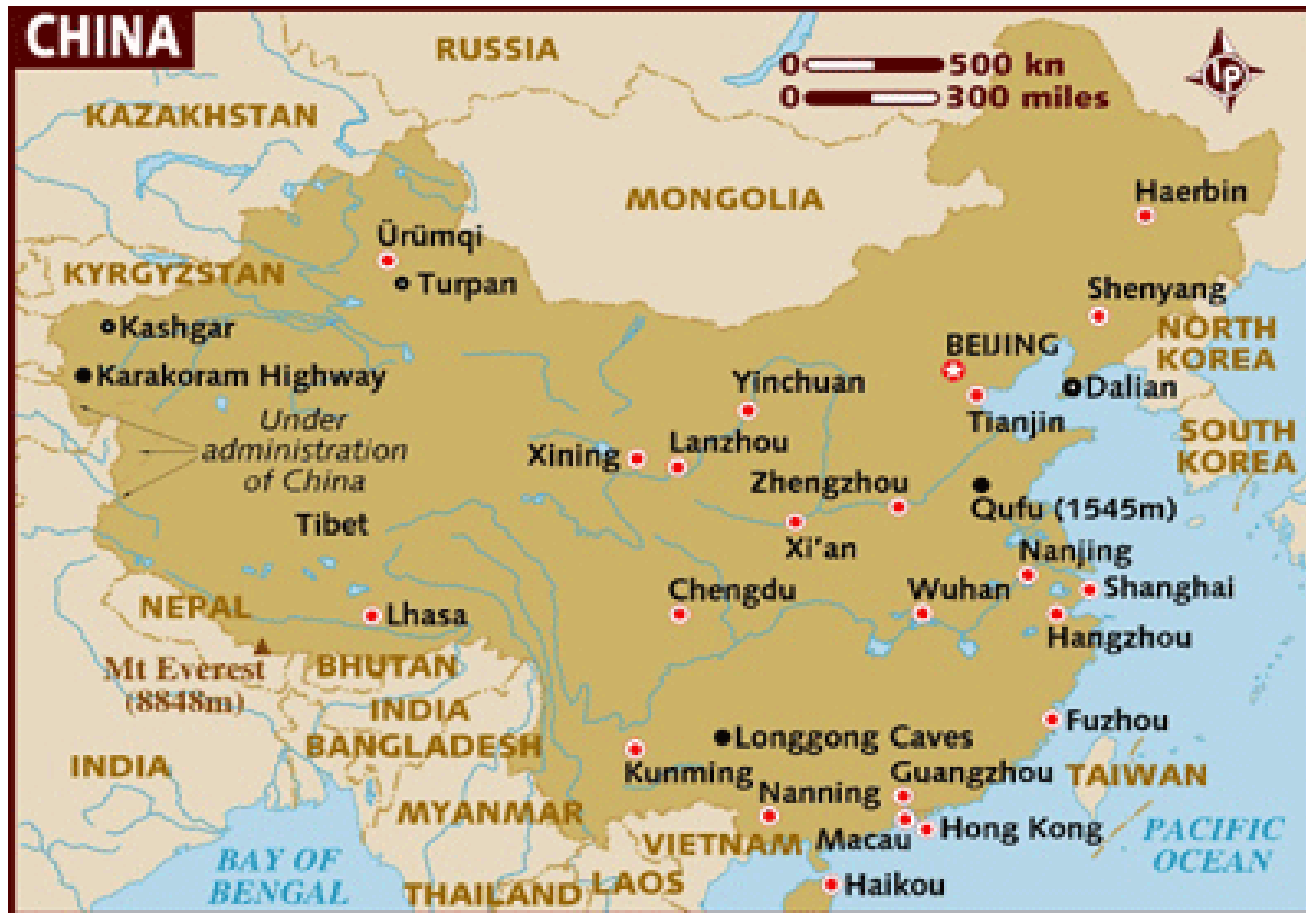 CHINA
RUSSIA
0 500 kn
0 300 miles
LP
KAZAKHSTAN
MONGOLIA
Haerbin
Ürümqi
KYRGYZSTAN
Turpan
Shenyang
Kashgar
NORTH
KOREA
BEIJING
Karakoram Highway
Yinchuan
Dalian
Under
administration
of China
Tianjin
SOUTH
KOREA
Lanzhou
Xining
Zhengzhou
Qufu (1545m)
Tibet
Xi'an
Nanjing
Chengdu
Wuhan
Shanghai
NEPAL
Lhasa
Hangzhou
Mt Everest
(8848m)
BHUTAN
INDIA
Fuzhou
BANGLADESH
Longgong Caves
INDIA
Kunming
Guangzhou
TAIWAN
Nanning
MYANMAR
VIETNAM
Macau
Hong Kong
PACIFIC
OCEAN
BAY OF
BENGAL
THAILAND
LAOS
Haikou